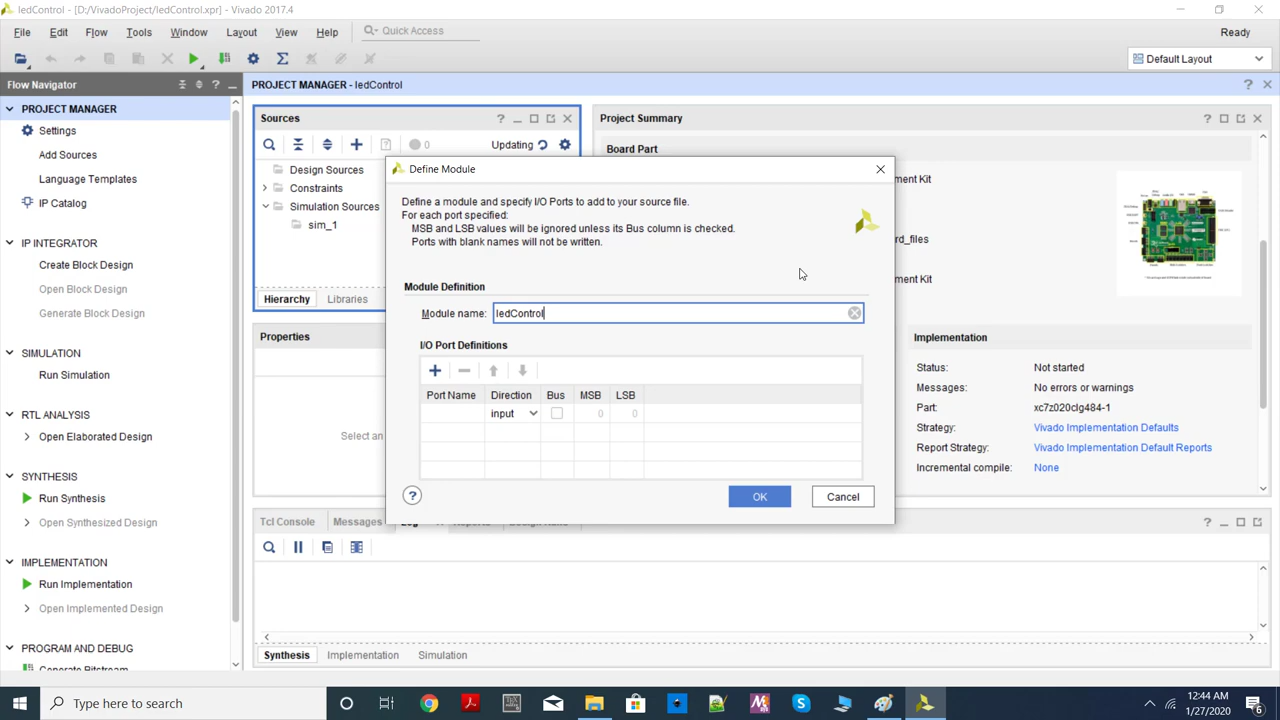 ledControl - [D:/VivadoProject/ledControl.xpr] - Vivado 2017.4
File Edit Flow Tools Window Layout View Help Quick Access Ready
Default Layout
Flow Navigator
PROJECT MANAGER - ledControl
PROJECT MANAGER
Settings
Add Sources
Language Templates
IP Catalog
IP INTEGRATOR
Create Block Design
Open Block Design
Generate Block Design
SIMULATION
Run Simulation
RTL ANALYSIS
Open Elaborated Design
SYNTHESIS
Run Synthesis
Open Synthesized Design
IMPLEMENTATION
Run Implementation
Open Implemented Design
PROGRAM AND DEBUG
Generate Bitstream
Sources
0 Updating
Design Sources
Constraints
Simulation Sources
sim_1
Hierarchy Libraries
Properties
Select an
Project Summary
Board Part
ment Kit
rd_files
ment Kit
Implementation
Status: Not started
Messages: No errors or warnings
Part: xc7z020clg484-1
Strategy: Vivado Implementation Defaults
Report Strategy: Vivado Implementation Default Reports
Incremental compile: None
Define Module
Define a module and specify I/O Ports to add to your source file.
For each port specified:
MSB and LSB values will be ignored unless its Bus column is checked.
Ports with blank names will not be written.
Module Definition
Module name: ledControl
I/O Port Definitions
Port Name Direction Bus MSB LSB
input 0 0
OK Cancel
Tcl Console Messages Log
Synthesis Implementation Simulation
Type here to search
12:44 AM
1/27/2020
6